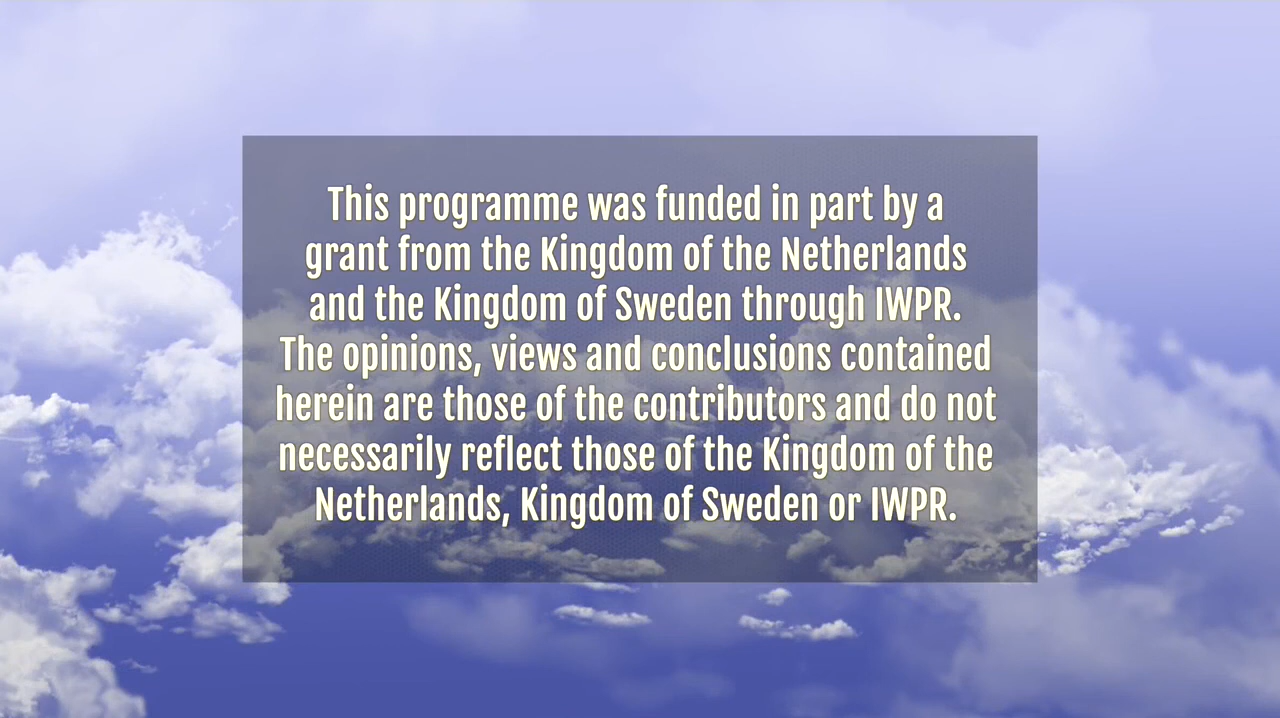 This programme was funded in part by a
grant from the Kingdom of the Netherlands
and the Kingdom of Sweden through IWPR.
The opinions, views and conclusions contained
herein are those of the contributors and do not
necessarily reflect those of the Kingdom of the
Netherlands, Kingdom of Sweden or IWPR.